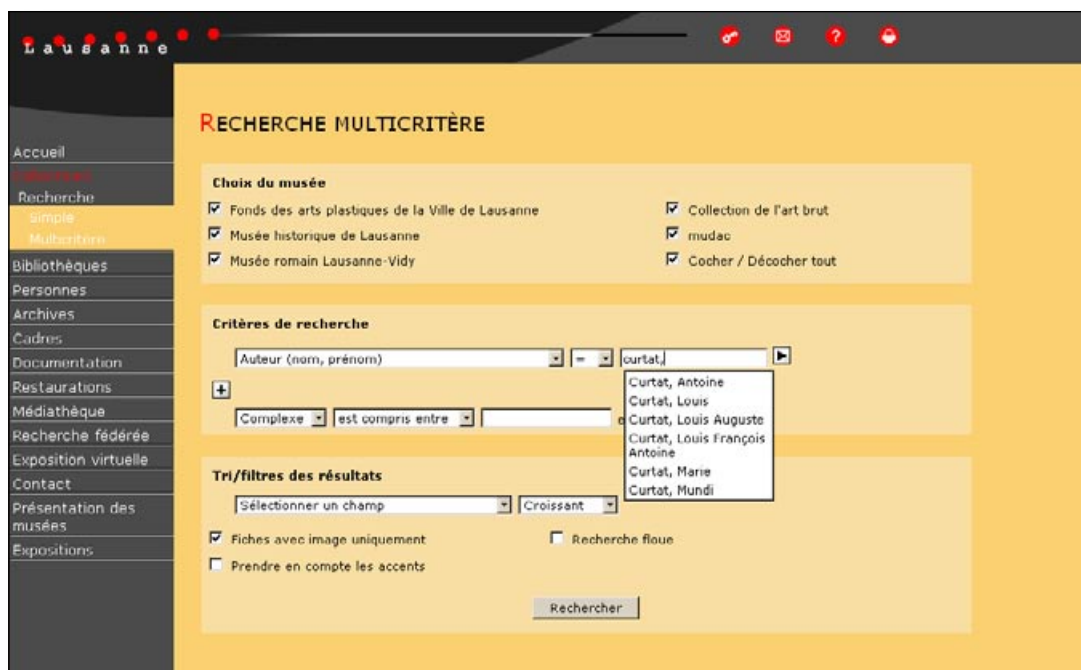 Lausanne
RECHERCHE MULTICRITÈRE
Accueil
Recherche
Simple
Multicritère
Bibliothèques
Personnes
Archives
Cadres
Documentation
Restaurations
Médiathèque
Recherche fédérée
Exposition virtuelle
Contact
Présentation des
musées
Expositions
Choix du musée
Fonds des arts plastiques de la Ville de Lausanne
Collection de l'art brut
Musée historique de Lausanne
mudac
Musée romain Lausanne-Vidy
Cocher / Décocher tout
Critères de recherche
Auteur (nom, prénom) = curtat,
+
Curtat, Antoine
Curtat, Louis
Complexe est compris entre
Curtat, Louis Auguste
Curtat, Louis François
Antoine
Curtat, Marie
Curtat, Mundi
Tri/filtres des résultats
Sélectionner un champ Croissant
Fiches avec image uniquement
Recherche floue
Prendre en compte les accents
Rechercher